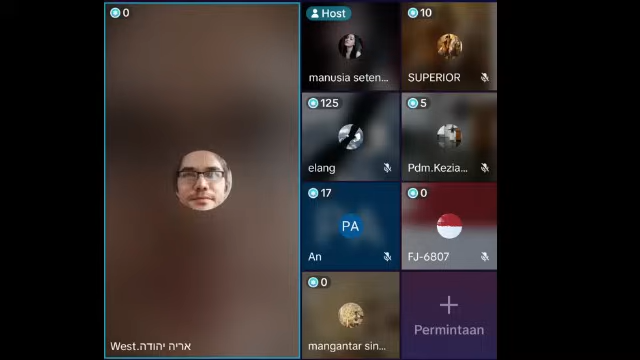 0
West.אריה יהודה
Host
manusia seten...
10
SUPERIOR
125
elang
5
Pdm.Kezia...
17
PA
An
0
FJ-6807
0
mangantar sin...
Permintaan